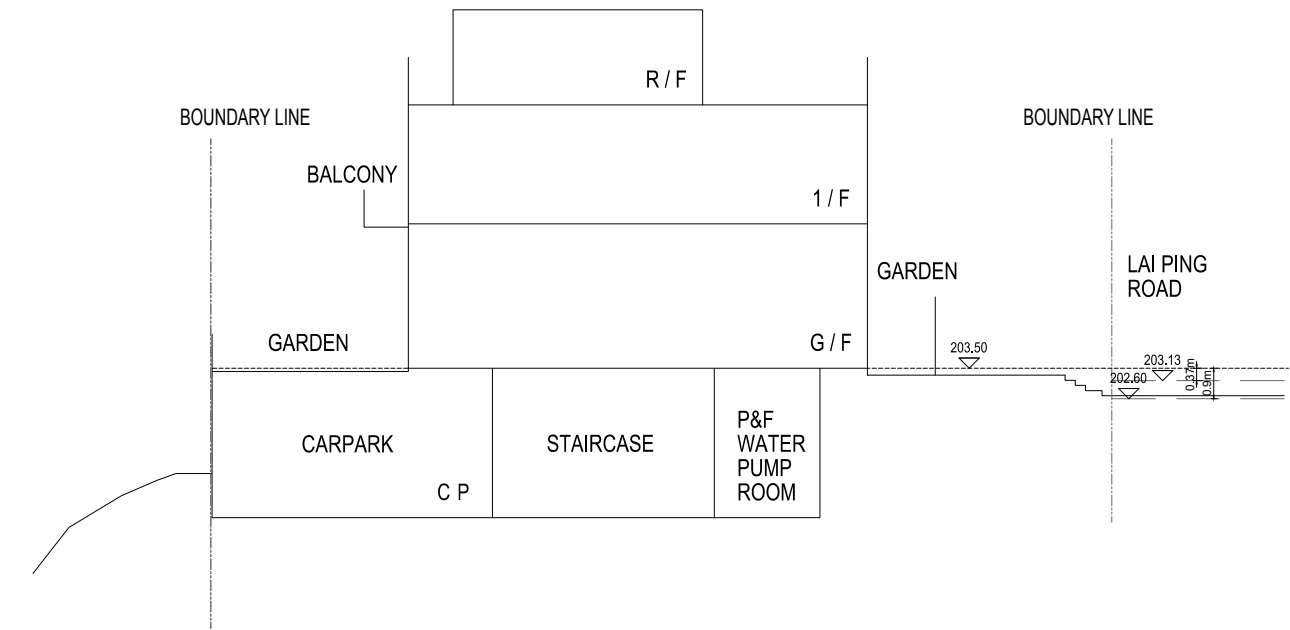 R / F
BOUNDARY LINE
BOUNDARY LINE
BALCONY
1 / F
GARDEN
LAI PING
ROAD
GARDEN
G / F
203.50
203.13
202.60
0.37m
0.9m
CARPARK
STAIRCASE
P&F
WATER
PUMP
ROOM
C P